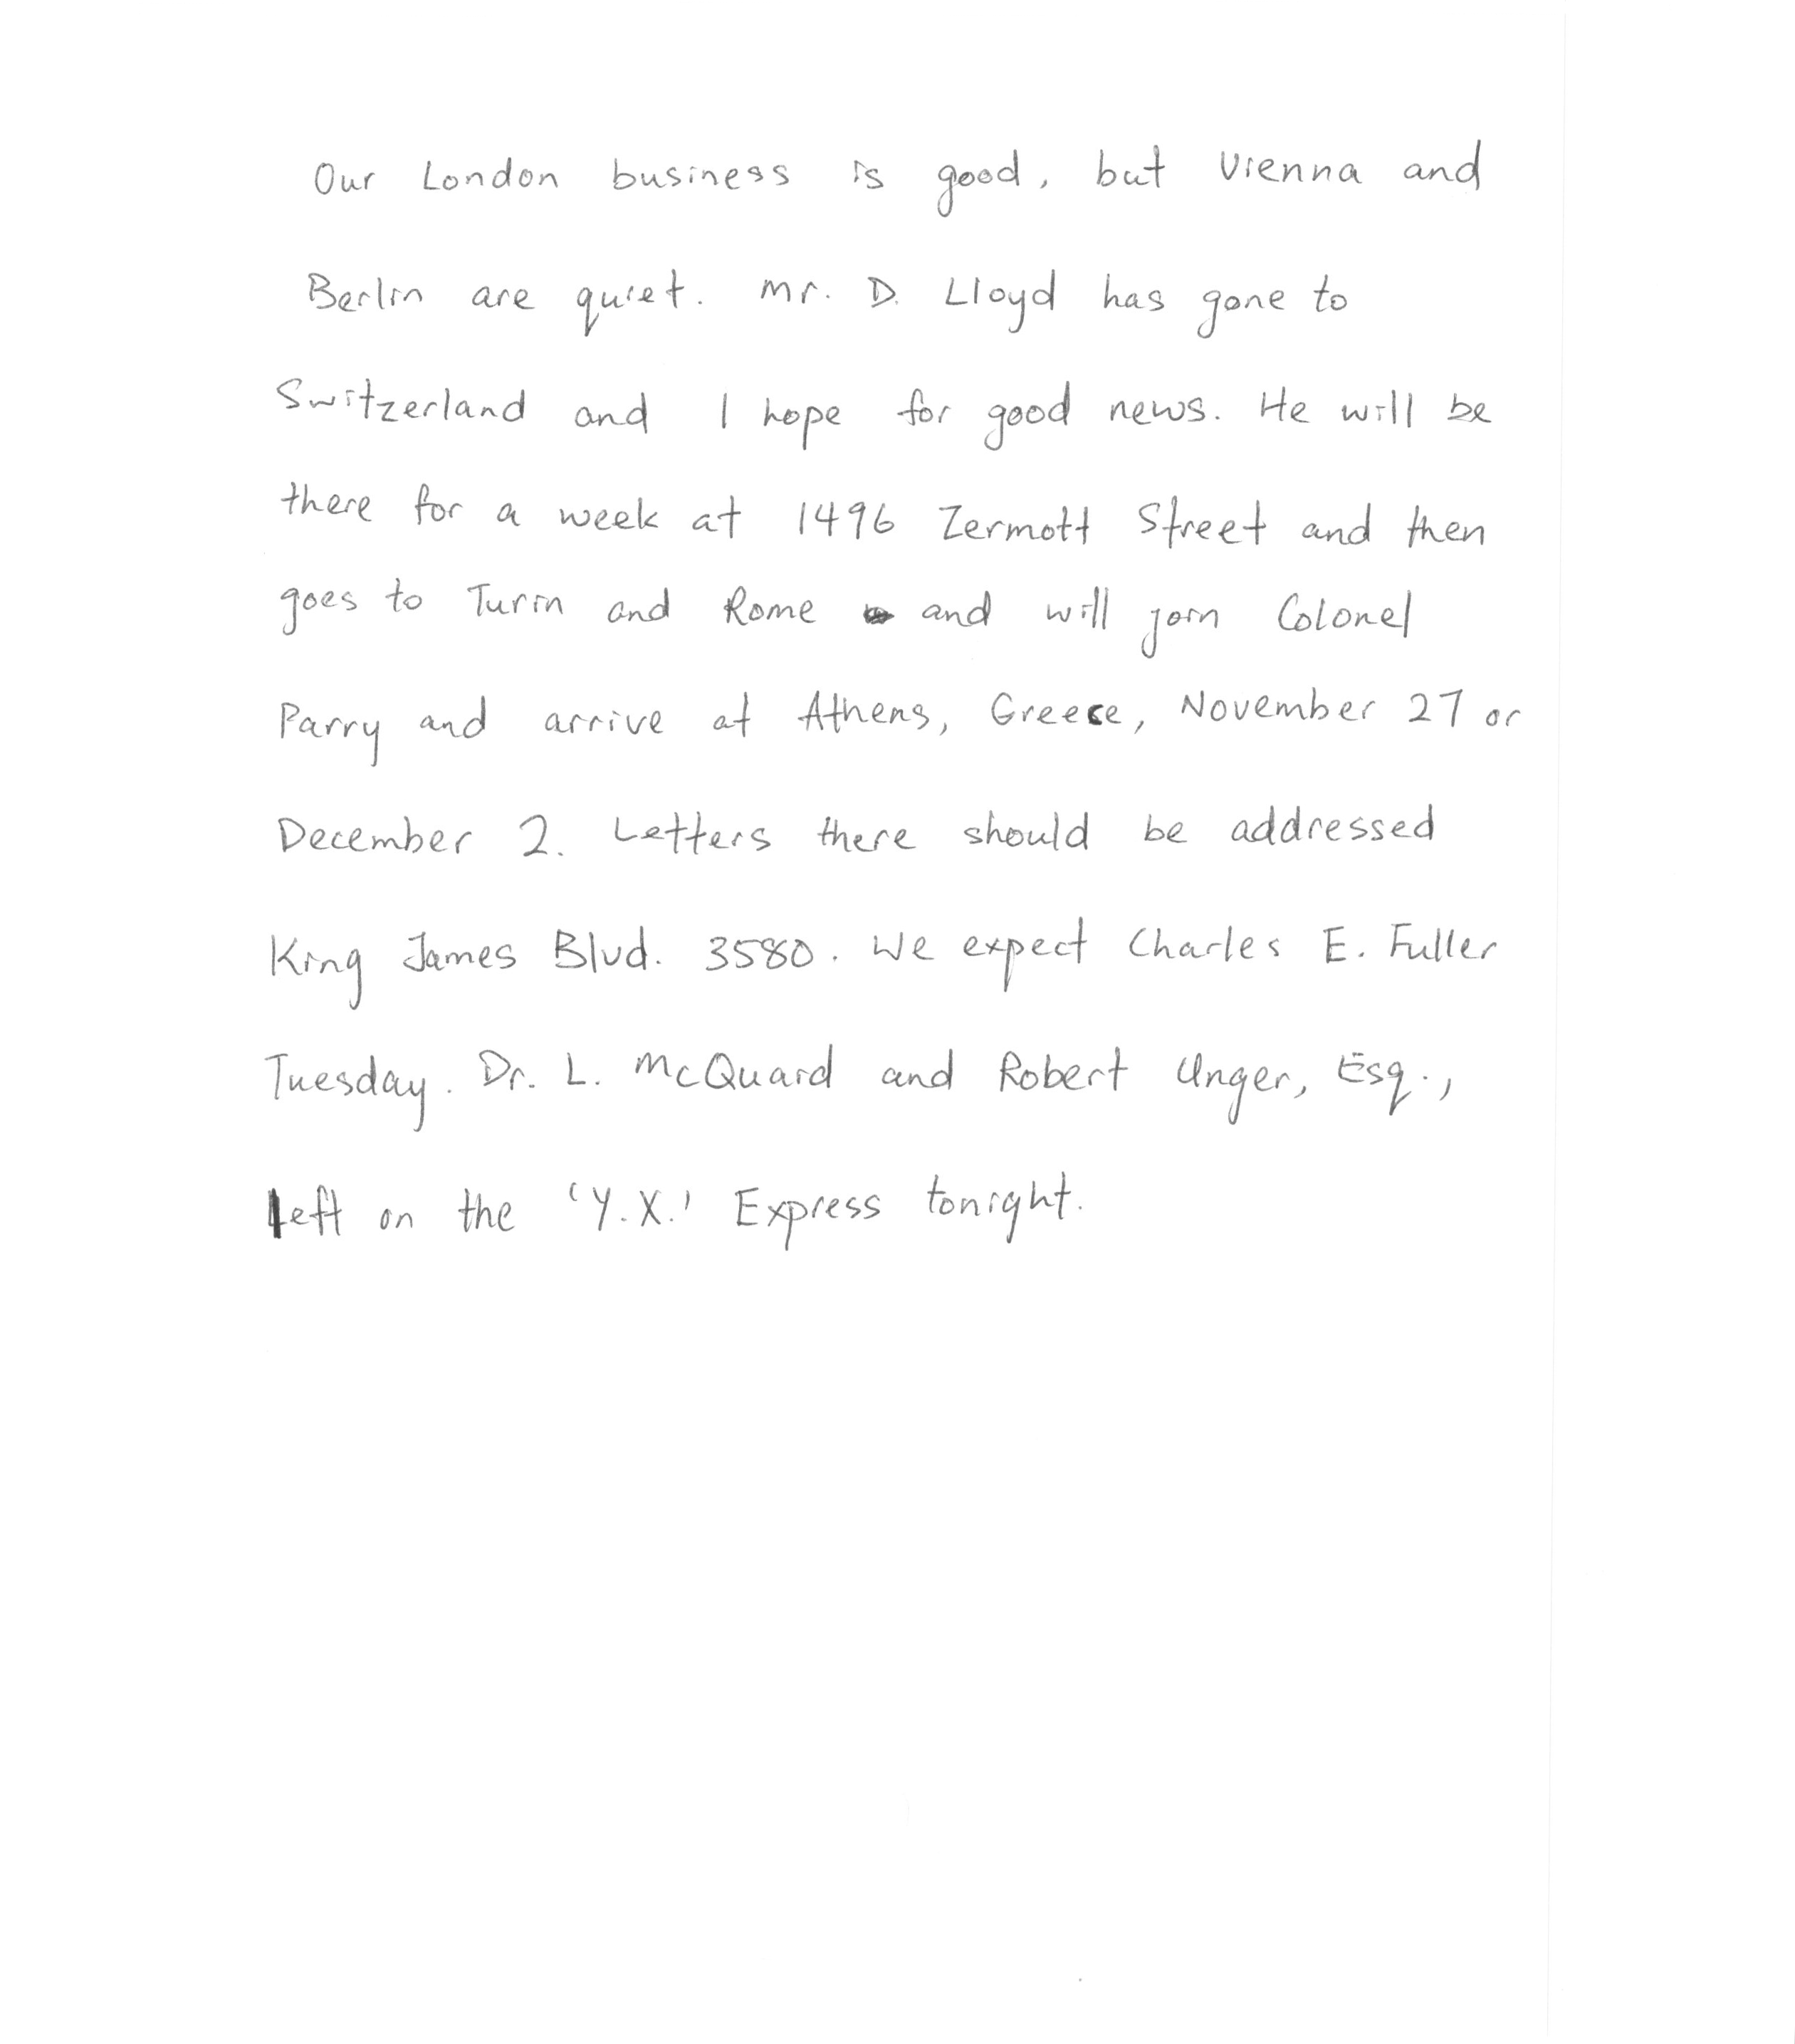 Our London business is good, but Vienna and
Berlin are quiet. Mr. D. Lloyd has gone to
Switzerland and I hope for good news. He will be
there for a week at 1496 Zermott Street and then
goes to Turin and Rome and will join Colonel
Parry and arrive at Athens, Greece, November 27 or
December 2. Letters there should be addressed
King James Blvd. 3580. We expect Charles E. Fuller
Tuesday. Dr. L. McQuard and Robert Unger, Esq.,
left on the 'Y.X.' Express tonight.